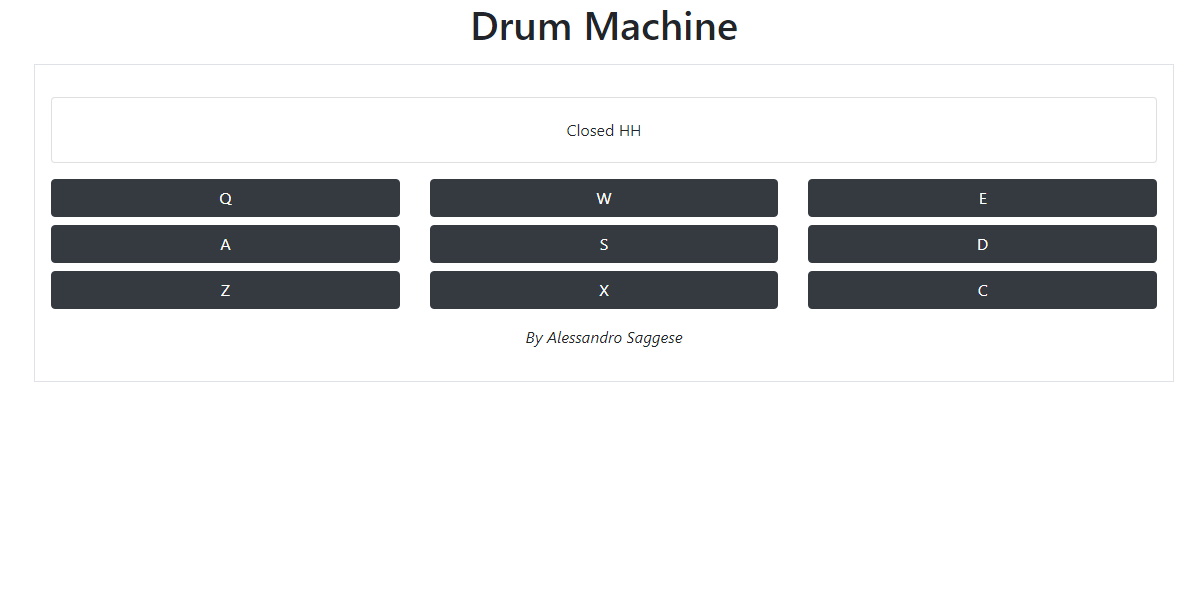 Drum Machine
Closed HH
Q W E
A S D
Z X C
By Alessandro Saggese